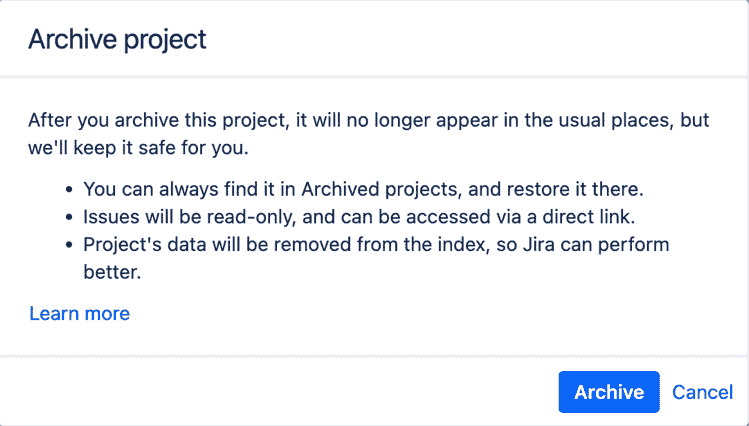 Archive project
After you archive this project, it will no longer appear in the usual places, but
we'll keep it safe for you.
• You can always find it in Archived projects, and restore it there.
• Issues will be read-only, and can be accessed via a direct link.
• Project's data will be removed from the index, so Jira can perform
better.
Learn more
Archive Cancel